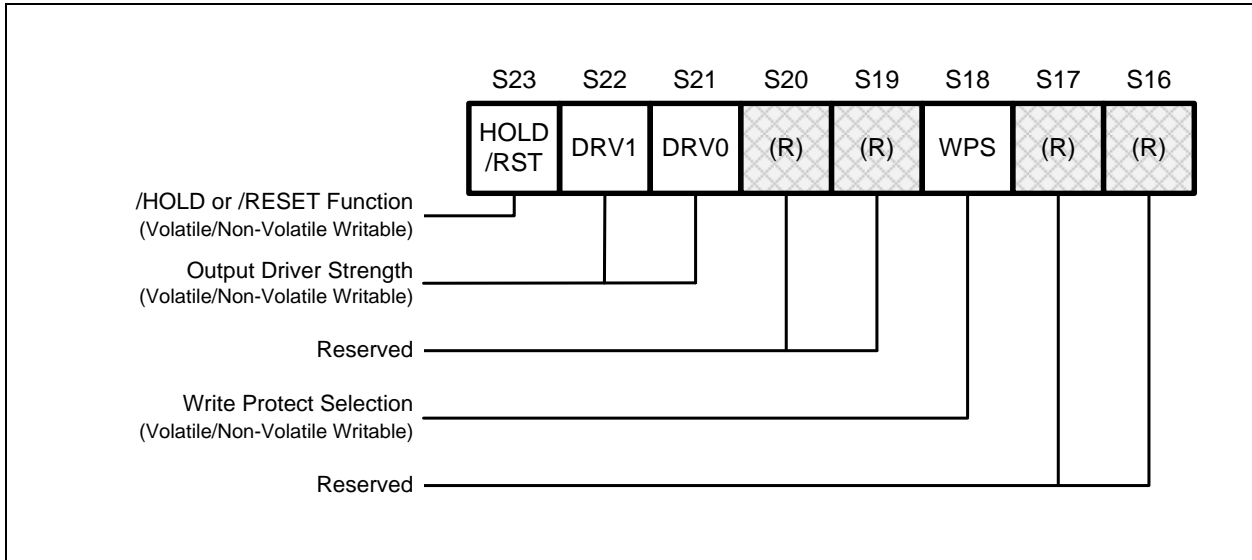 S23 S22 S21 S20 S19 S18 S17 S16
HOLD
/RST
DRV1 DRV0 (R) (R) WPS (R) (R)
/HOLD or /RESET Function
(Volatile/Non-Volatile Writable)
Output Driver Strength
(Volatile/Non-Volatile Writable)
Reserved
Write Protect Selection
(Volatile/Non-Volatile Writable)
Reserved